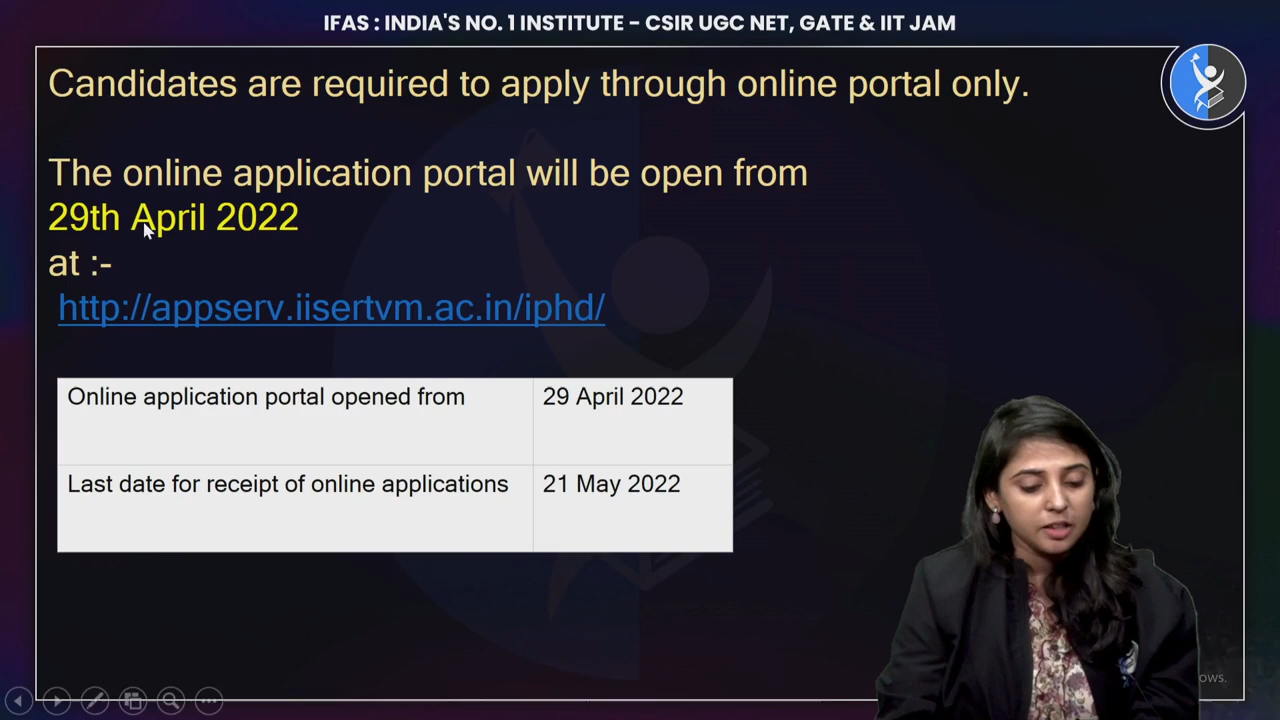 IFAS : INDIA'S NO. 1 INSTITUTE – CSIR UGC NET, GATE & IIT JAM
Candidates are required to apply through online portal only.
The online application portal will be open from
29th April 2022
at :-
http://appserv.iisertvm.ac.in/iphd/
Online application portal opened from 29 April 2022
Last date for receipt of online applications 21 May 2022